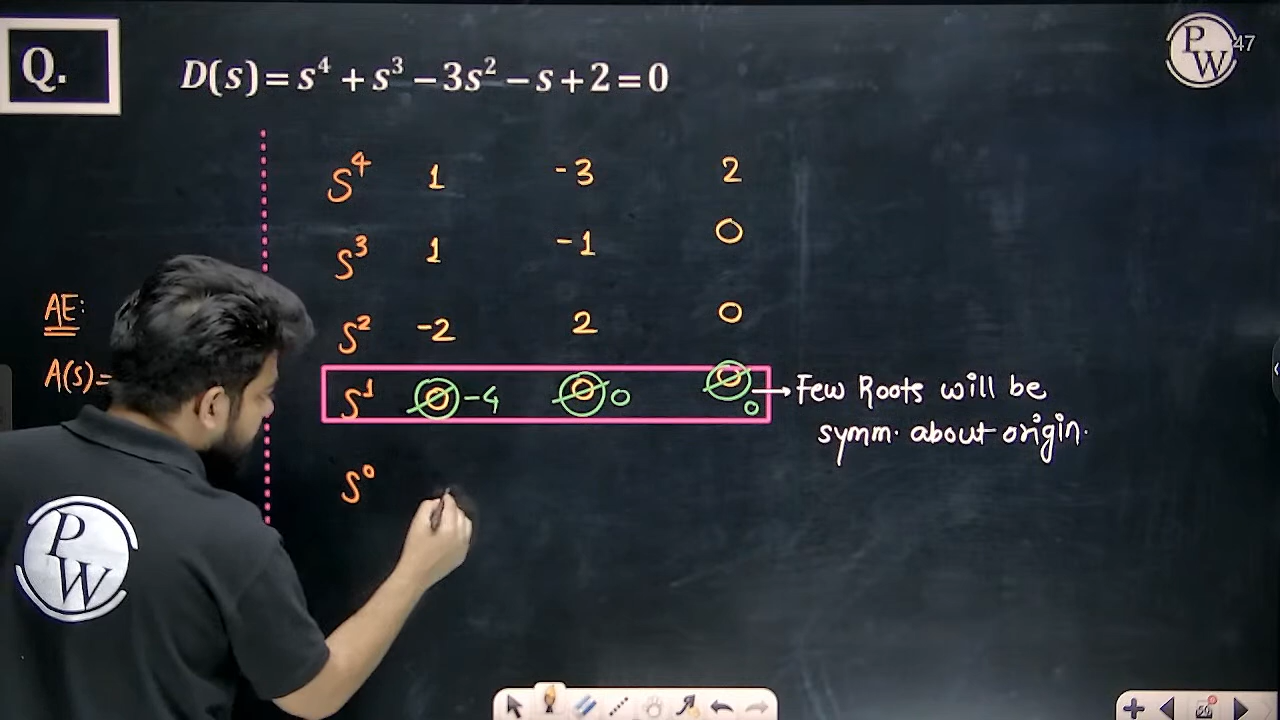 Q.
D(s) = s⁴ + s³ − 3s² − s + 2 = 0
PW
47
S⁴ 1 -3 2
S³ 1 -1 0
AE:
S² -2 2 0
A(s)=
S¹ 0 -4 0 0 0 0 → Few Roots will be
symm. about origin.
S⁰
PW